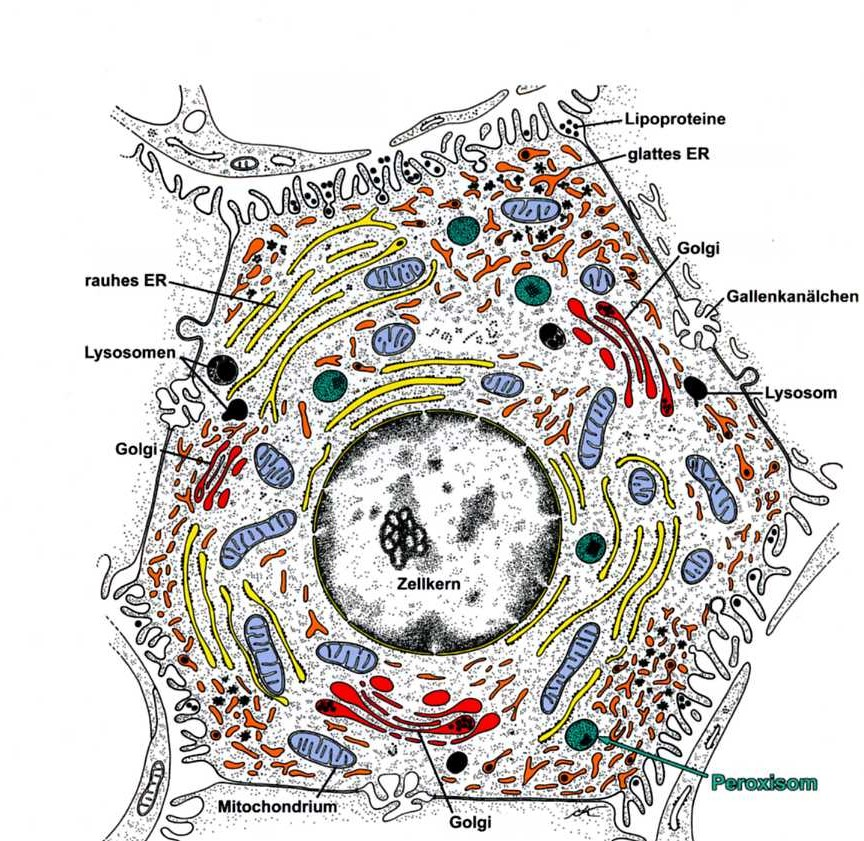 Lipoproteine
glattes ER
Golgi
rauhes ER
Gallenkanälchen
Lysosomen
Lysosom
Golgi
Zellkern
Peroxisom
Mitochondrium
Golgi